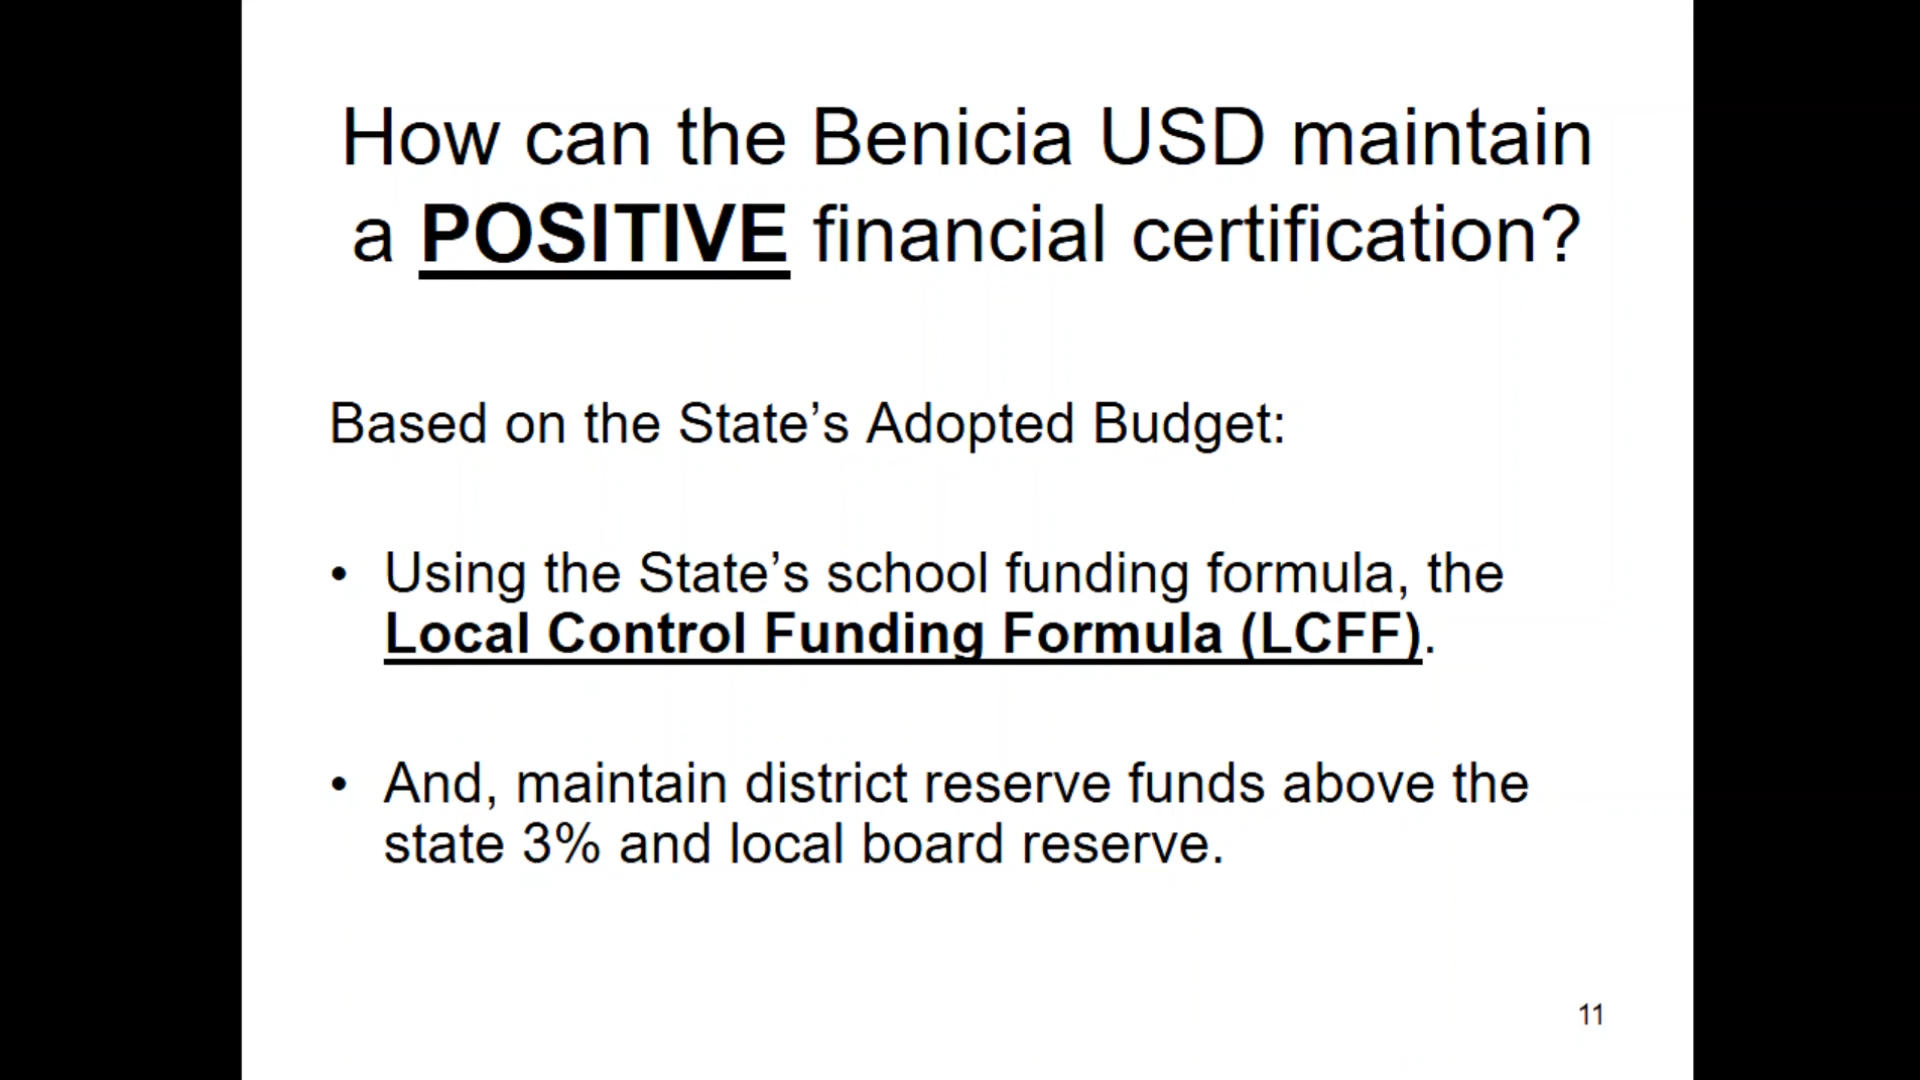 How can the Benicia USD maintain
a POSITIVE financial certification?
Based on the State’s Adopted Budget:
• Using the State’s school funding formula, the
Local Control Funding Formula (LCFF).
• And, maintain district reserve funds above the
state 3% and local board reserve.
11